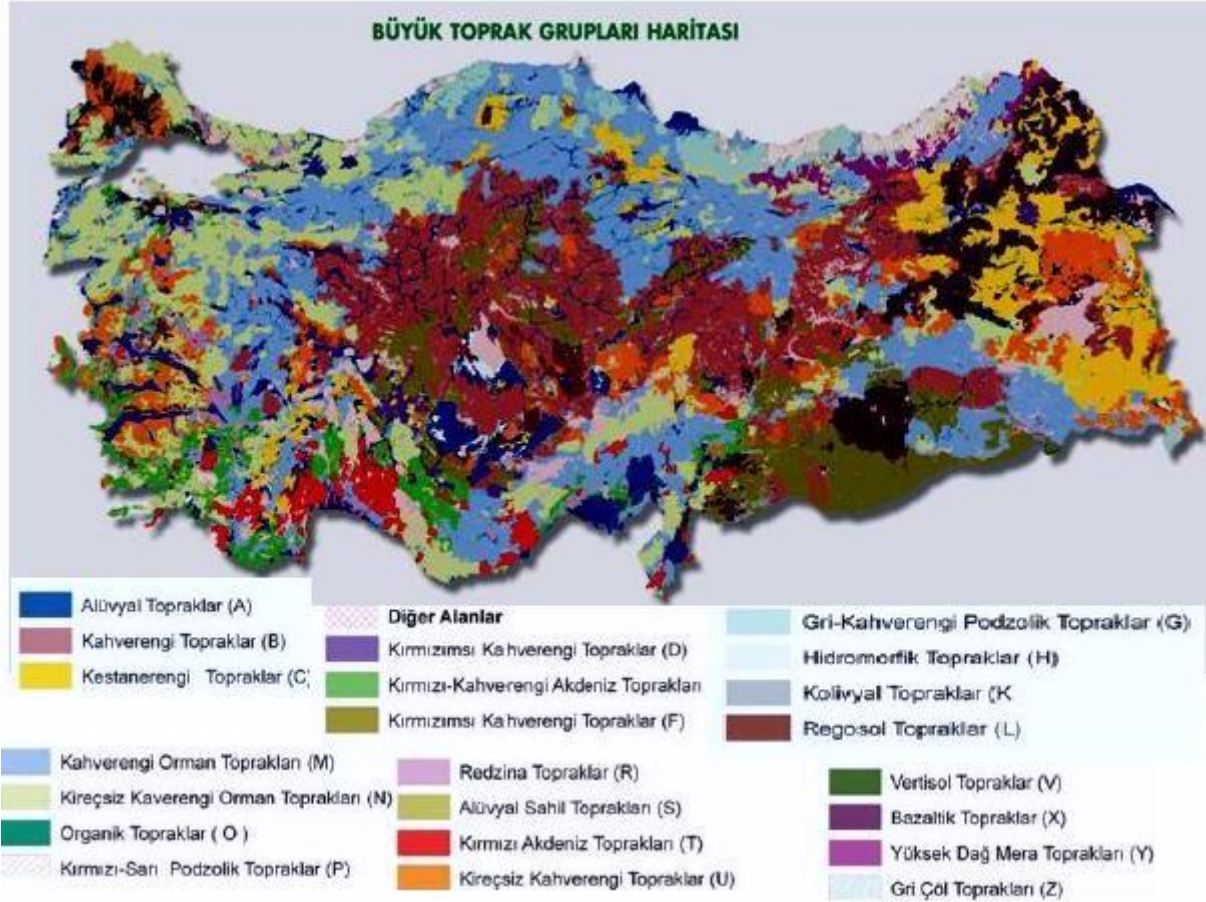 BÜYÜK TOPRAK GRUPLARI HARİTASI
Alüvyal Topraklar (A)
Kahverengi Topraklar (B)
Kestanerengi Topraklar (C)
Diğer Alanlar
Kırmızımsı Kahverengi Topraklar (D)
Kırmızı-Kahverengi Akdeniz Toprakları
Kırmızımsı Kahverengi Topraklar (F)
Gri-Kahverengi Podzolik Topraklar (G)
Hidromorfik Topraklar (H)
Kolivyal Topraklar (K
Regosol Topraklar (L)
Kahverengi Orman Toprakları (M)
Kireçsiz Kaverengi Orman Toprakları (N)
Organik Topraklar ( O )
Kırmızı-Sarı Podzolik Topraklar (P)
Redzina Topraklar (R)
Alüvyal Sahil Toprakları (S)
Kırmızı Akdeniz Toprakları (T)
Kireçsiz Kahverengi Topraklar (U)
Vertisol Topraklar (V)
Bazaltik Topraklar (X)
Yüksek Dağ Mera Toprakları (Y)
Gri Çöl Toprakları (Z)